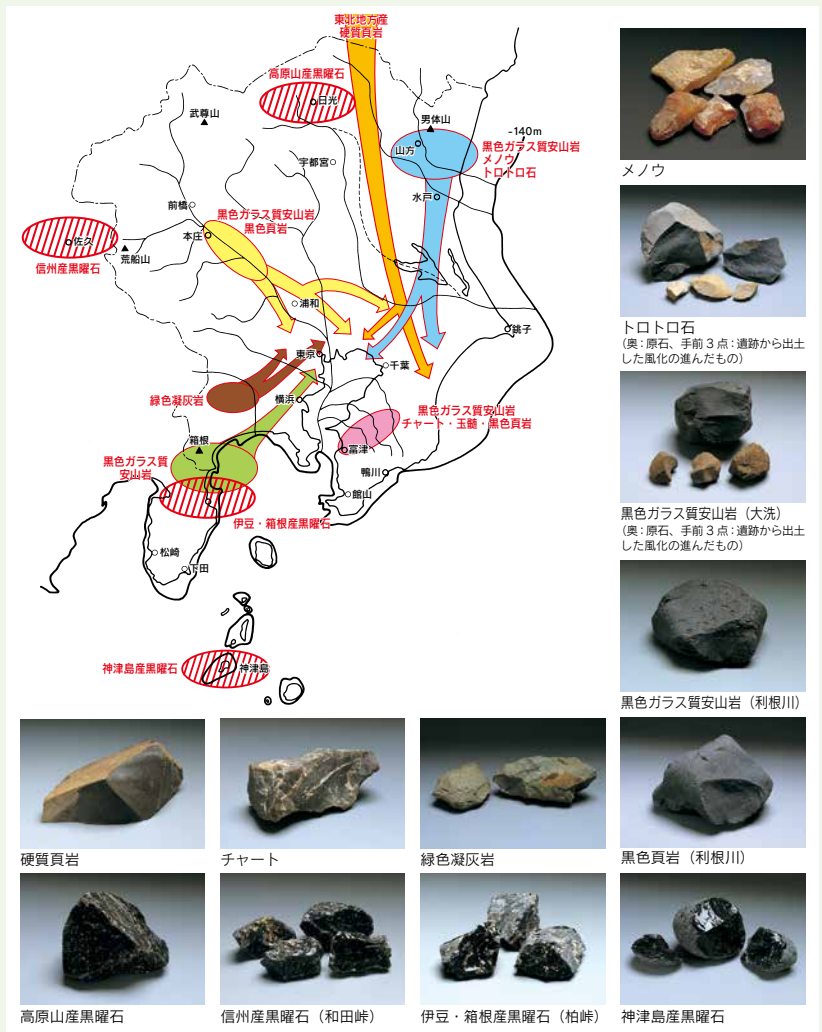 東北地方産
硬質頁岩
高原山産黒曜石
日光
武尊山
男体山
-140m
山方
黒色ガラス質安山岩
メノウ
トロトロ石
宇都宮
水戸
前橋
黒色ガラス質安山岩
黒色頁岩
本庄
佐久
荒船山
信州産黒曜石
浦和
銚子
東京
千葉
緑色凝灰岩
横浜
黒色ガラス質安山岩
チャート・玉髄・黒色頁岩
箱根
富津
黒色ガラス質
安山岩
鴨川
館山
伊豆・箱根産黒曜石
松崎
下田
神津島産黒曜石
神津島
メノウ
トロトロ石
(奥:原石、手前3点:遺跡から出土
した風化の進んだもの)
黒色ガラス質安山岩(大洗)
(奥:原石、手前3点:遺跡から出土
した風化の進んだもの)
黒色ガラス質安山岩(利根川)
硬質頁岩
チャート
緑色凝灰岩
黒色頁岩(利根川)
高原山産黒曜石
信州産黒曜石(和田峠)
伊豆・箱根産黒曜石(柏峠)
神津島産黒曜石